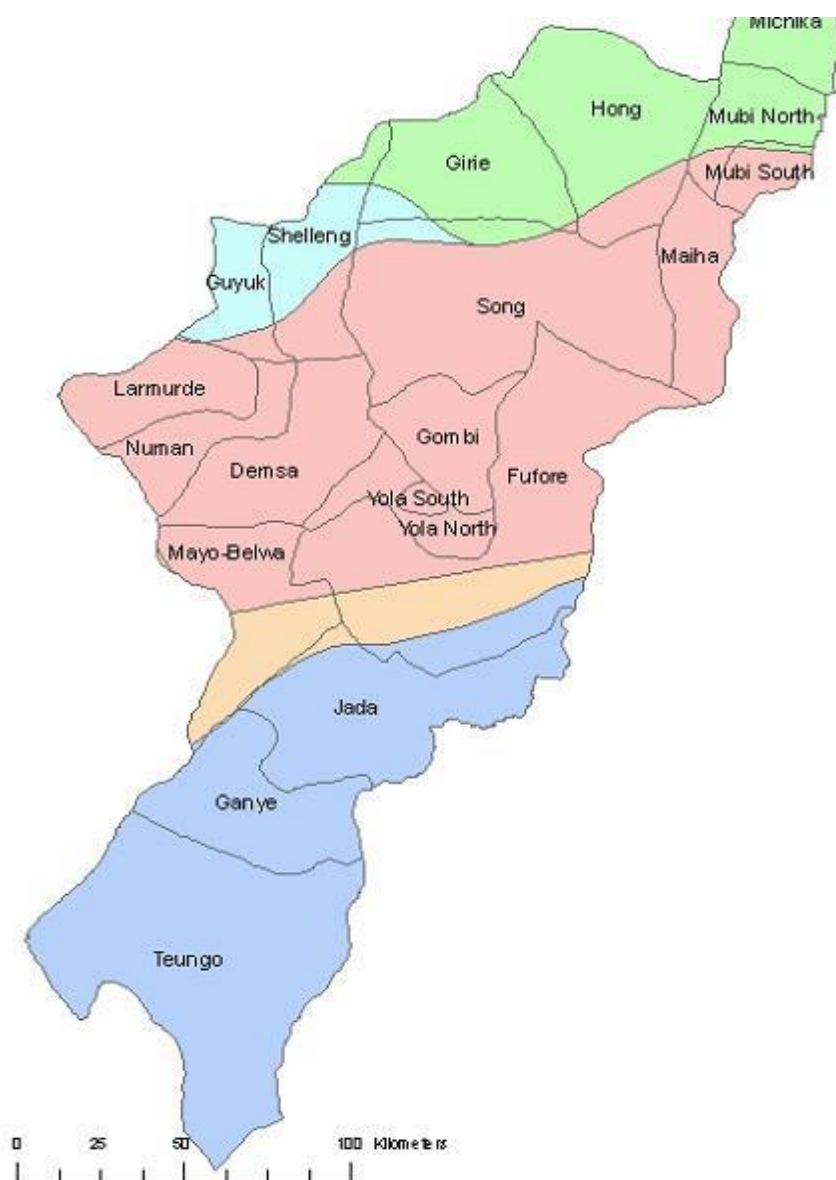 Michika
Hong
Mubi North
Girie
Mubi South
Shelleng
Maiha
Guyuk
Song
Larmurde
Gombi
Numan
Demsa
Fufore
Yola South
Yola North
Mayo-Belwa
Jada
Ganye
Teungo
0 25 50 100 Kilometers